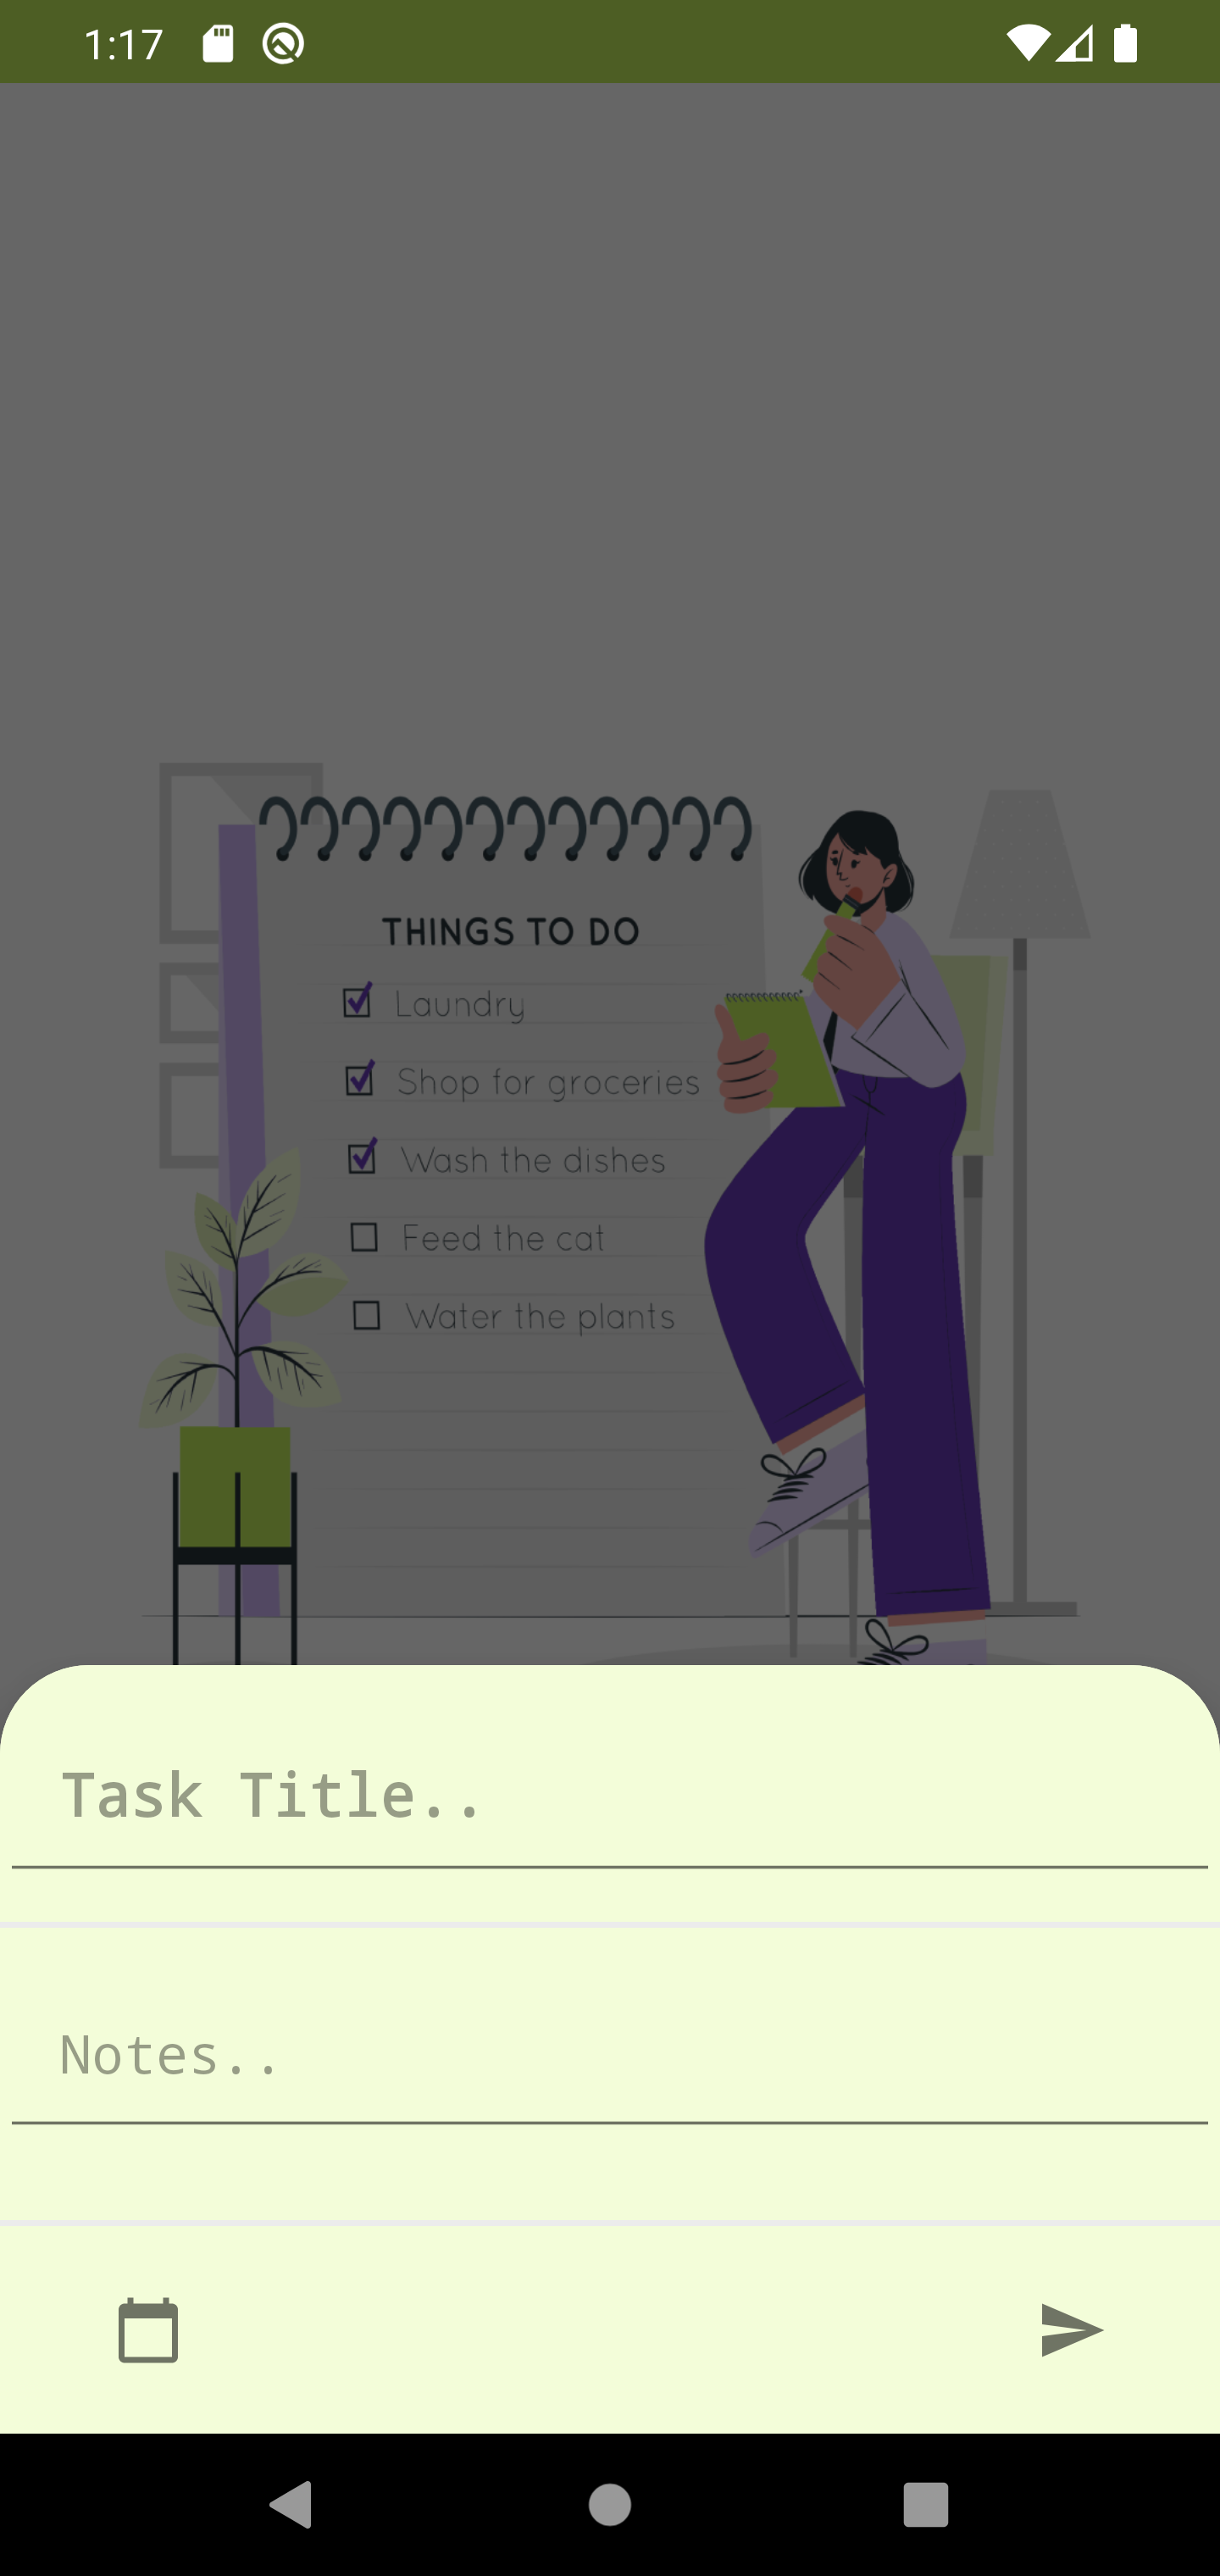 1:17
THINGS TO DO
Laundry
Shop for groceries
Wash the dishes
Feed the cat
Water the plants
Task Title..
Notes..